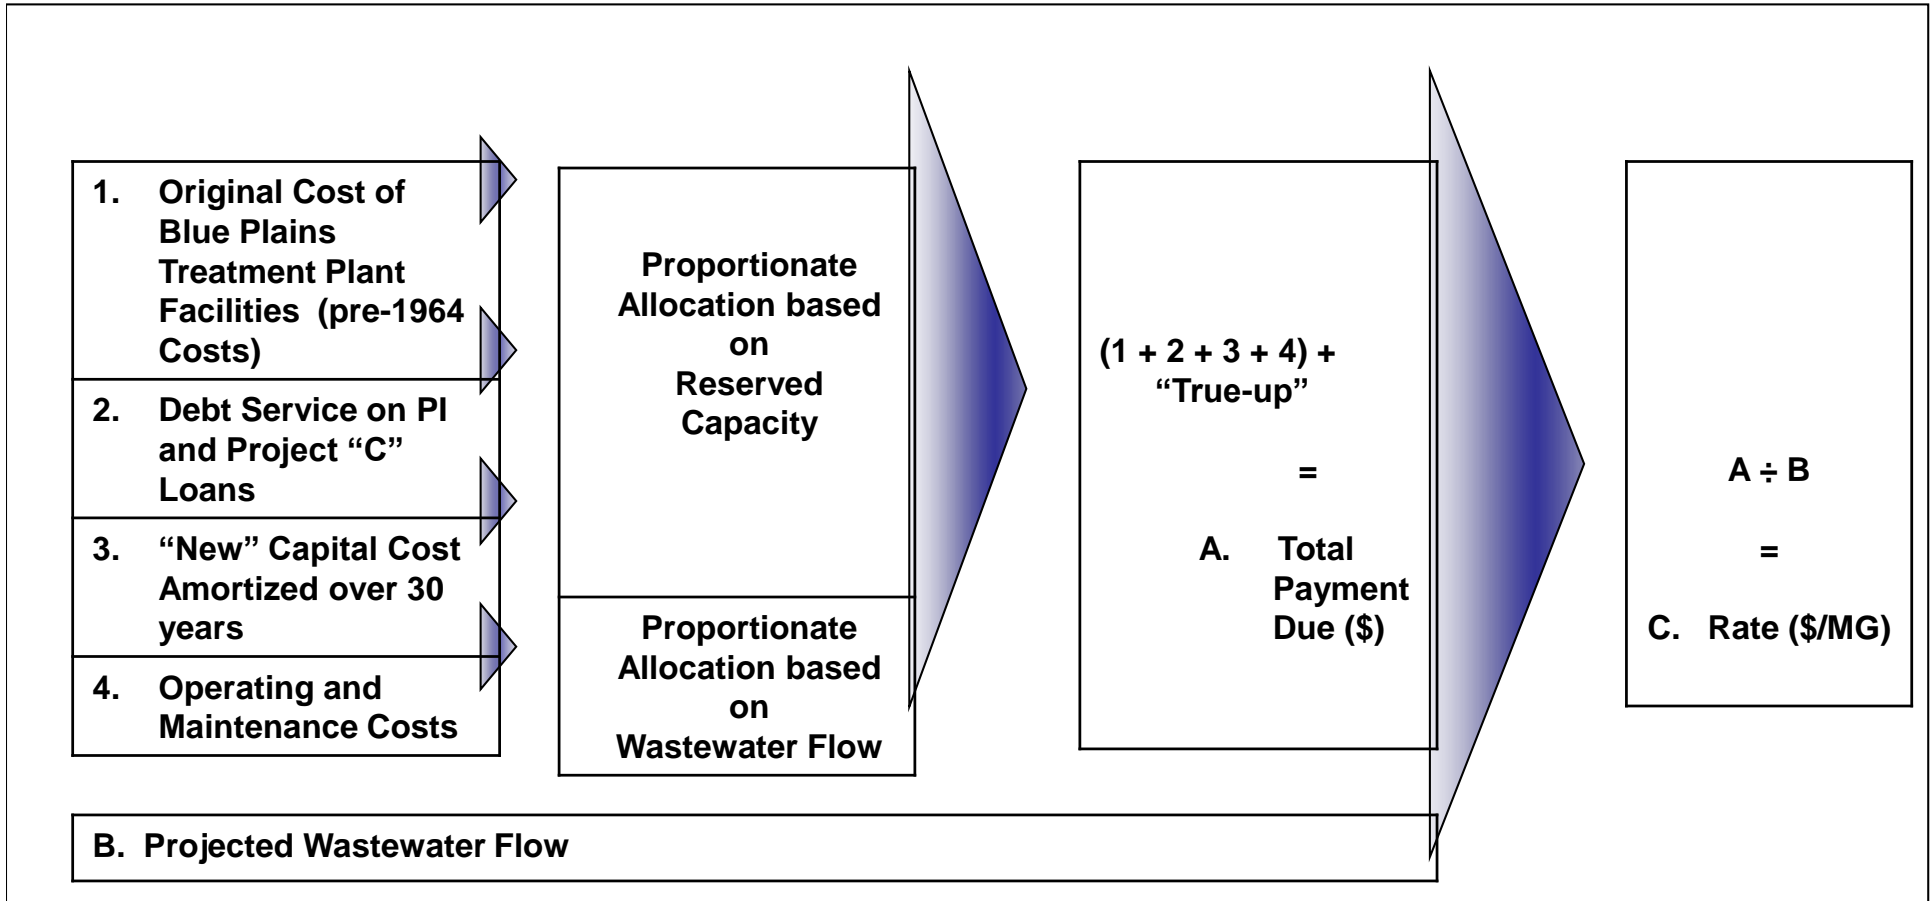 1. Original Cost of
Blue Plains
Treatment Plant
Facilities (pre-1964
Costs)
2. Debt Service on PI
and Project “C”
Loans
3. “New” Capital Cost
Amortized over 30
years
4. Operating and
Maintenance Costs
Proportionate
Allocation based
on
Reserved
Capacity
Proportionate
Allocation based
on
Wastewater Flow
(1 + 2 + 3 + 4) +
“True-up”
=
A. Total
Payment
Due ($)
A ÷ B
=
C. Rate ($/MG)
B. Projected Wastewater Flow